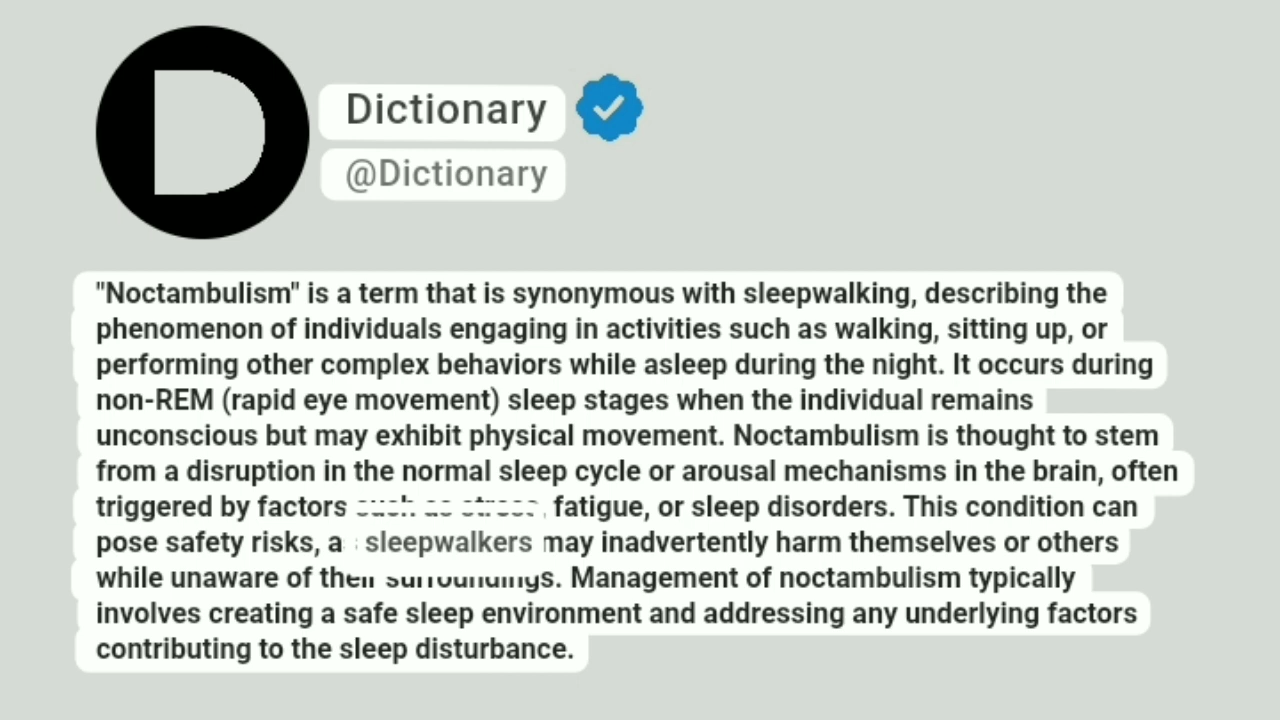 D
Dictionary
@Dictionary
"Noctambulism" is a term that is synonymous with sleepwalking, describing the
phenomenon of individuals engaging in activities such as walking, sitting up, or
performing other complex behaviors while asleep during the night. It occurs during
non-REM (rapid eye movement) sleep stages when the individual remains
unconscious but may exhibit physical movement. Noctambulism is thought to stem
from a disruption in the normal sleep cycle or arousal mechanisms in the brain, often
triggered by factors such as stress, fatigue, or sleep disorders. This condition can
pose safety risks, as sleepwalkers may inadvertently harm themselves or others
while unaware of their surroundings. Management of noctambulism typically
involves creating a safe sleep environment and addressing any underlying factors
contributing to the sleep disturbance.